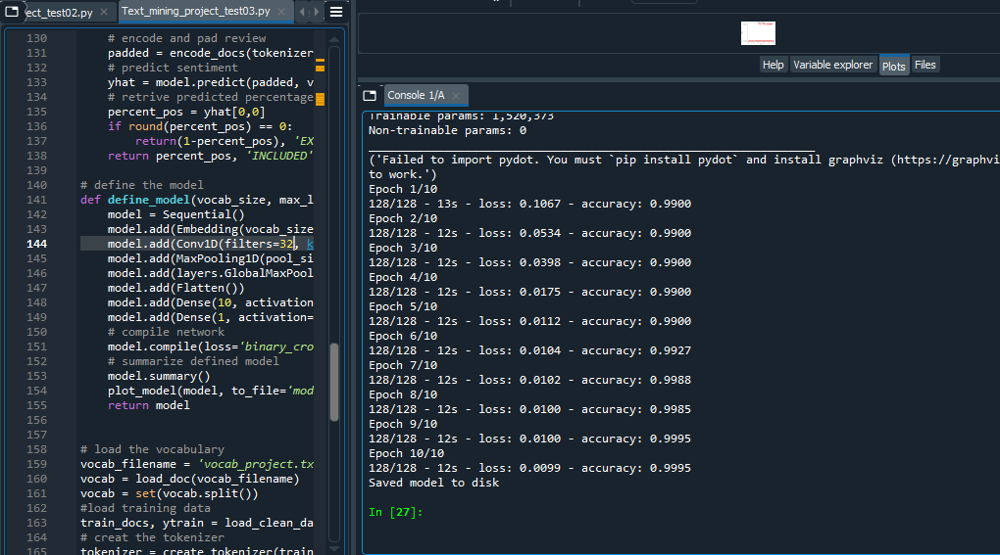 ect_test02.py
Text_mining_project_test03.py
130 # encode and pad review
131 padded = encode_docs(tokenizer
132 # predict sentiment
133 yhat = model.predict(padded, v
134 # retrive predicted percentage
135 percent_pos = yhat[0,0]
136 if round(percent_pos) == 0:
137 return(1-percent_pos), 'EX
138 return percent_pos, 'INCLUDED'
139
140 # define the model
141 def define_model(vocab_size, max_l
142 model = Sequential()
143 model.add(Embedding(vocab_size
144 model.add(Conv1D(filters=32, k
145 model.add(MaxPooling1D(pool_si
146 model.add(layers.GlobalMaxPool
147 model.add(Flatten())
148 model.add(Dense(10, activation
149 model.add(Dense(1, activation=
150 # compile network
151 model.compile(loss='binary_cro
152 # summarize defined model
153 model.summary()
154 plot_model(model, to_file='mod
155 return model
156
157
158 # load the vocabulary
159 vocab_filename = 'vocab_project.tx
160 vocab = load_doc(vocab_filename)
161 vocab = set(vocab.split())
162 #load training data
163 train_docs, ytrain = load_clean_da
164 # creat the tokenizer
165 tokenizer = create_tokenizer(train
Help Variable explorer Plots Files
Console 1/A
Trainable params: 1,520,373
Non-trainable params: 0
('Failed to import pydot. You must `pip install pydot` and install graphviz (https://graphvi
to work.')
Epoch 1/10
128/128 - 13s - loss: 0.1067 - accuracy: 0.9900
Epoch 2/10
128/128 - 12s - loss: 0.0534 - accuracy: 0.9900
Epoch 3/10
128/128 - 12s - loss: 0.0398 - accuracy: 0.9900
Epoch 4/10
128/128 - 12s - loss: 0.0175 - accuracy: 0.9900
Epoch 5/10
128/128 - 12s - loss: 0.0112 - accuracy: 0.9900
Epoch 6/10
128/128 - 12s - loss: 0.0104 - accuracy: 0.9927
Epoch 7/10
128/128 - 12s - loss: 0.0102 - accuracy: 0.9988
Epoch 8/10
128/128 - 12s - loss: 0.0100 - accuracy: 0.9985
Epoch 9/10
128/128 - 12s - loss: 0.0100 - accuracy: 0.9995
Epoch 10/10
128/128 - 12s - loss: 0.0099 - accuracy: 0.9995
Saved model to disk
In [27]: